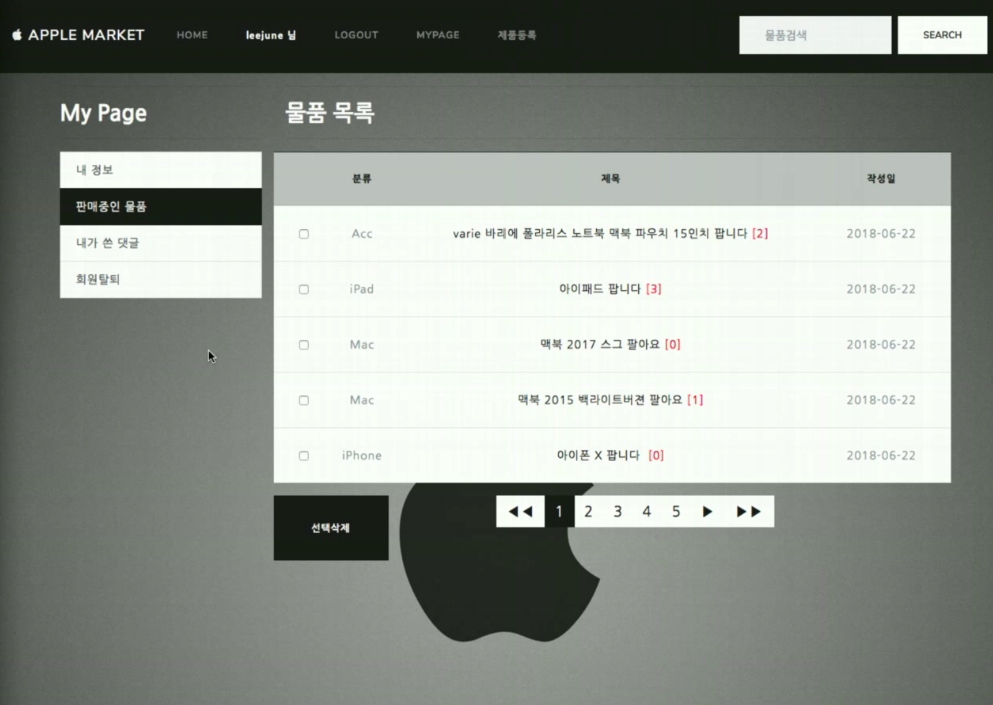 APPLE MARKET HOME leejune 님 LOGOUT MYPAGE 제품등록 물품검색 SEARCH
My Page
내 정보
판매중인 물품
내가 쓴 댓글
회원탈퇴
물품 목록
분류 제목 작성일
Acc varie 바리에 폴라리스 노트북 맥북 파우치 15인치 팝니다 [2] 2018-06-22
iPad 아이패드 팝니다 [3] 2018-06-22
Mac 맥북 2017 스그 팔아요 [0] 2018-06-22
Mac 맥북 2015 백라이트버젼 팔아요 [1] 2018-06-22
iPhone 아이폰 X 팝니다 [0] 2018-06-22
선택삭제
◀◀ 1 2 3 4 5 ▶ ▶▶